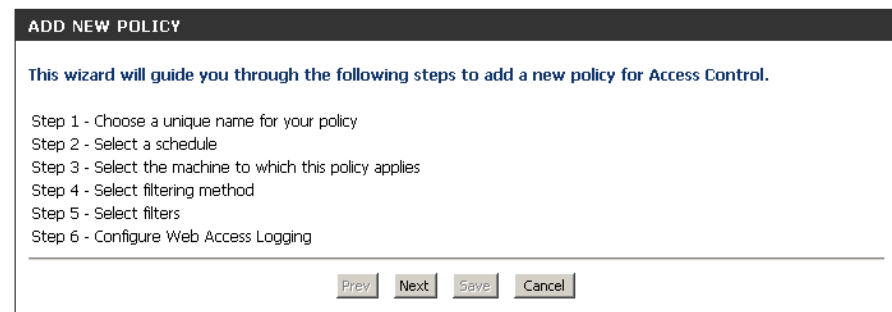 ADD NEW POLICY
This wizard will guide you through the following steps to add a new policy for Access Control.
Step 1 - Choose a unique name for your policy
Step 2 - Select a schedule
Step 3 - Select the machine to which this policy applies
Step 4 - Select filtering method
Step 5 - Select filters
Step 6 - Configure Web Access Logging
Prev Next Save Cancel